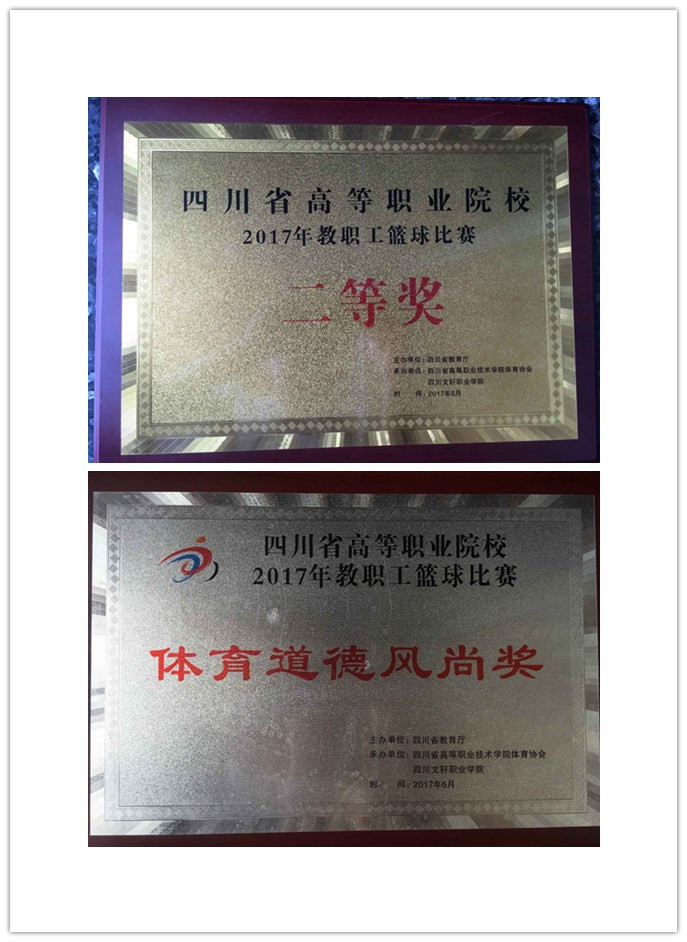 四川省高等职业院校
2017年教职工篮球比赛
二等奖
主办单位：四川省教育厅
承办单位：四川省高等职业技术学院体育协会
四川文轩职业学院
时 间：2017年6月
四川省高等职业院校
2017年教职工篮球比赛
体育道德风尚奖
主办单位：四川省教育厅
承办单位：四川省高等职业技术学院体育协会
四川文轩职业学院
时 间：2017年6月